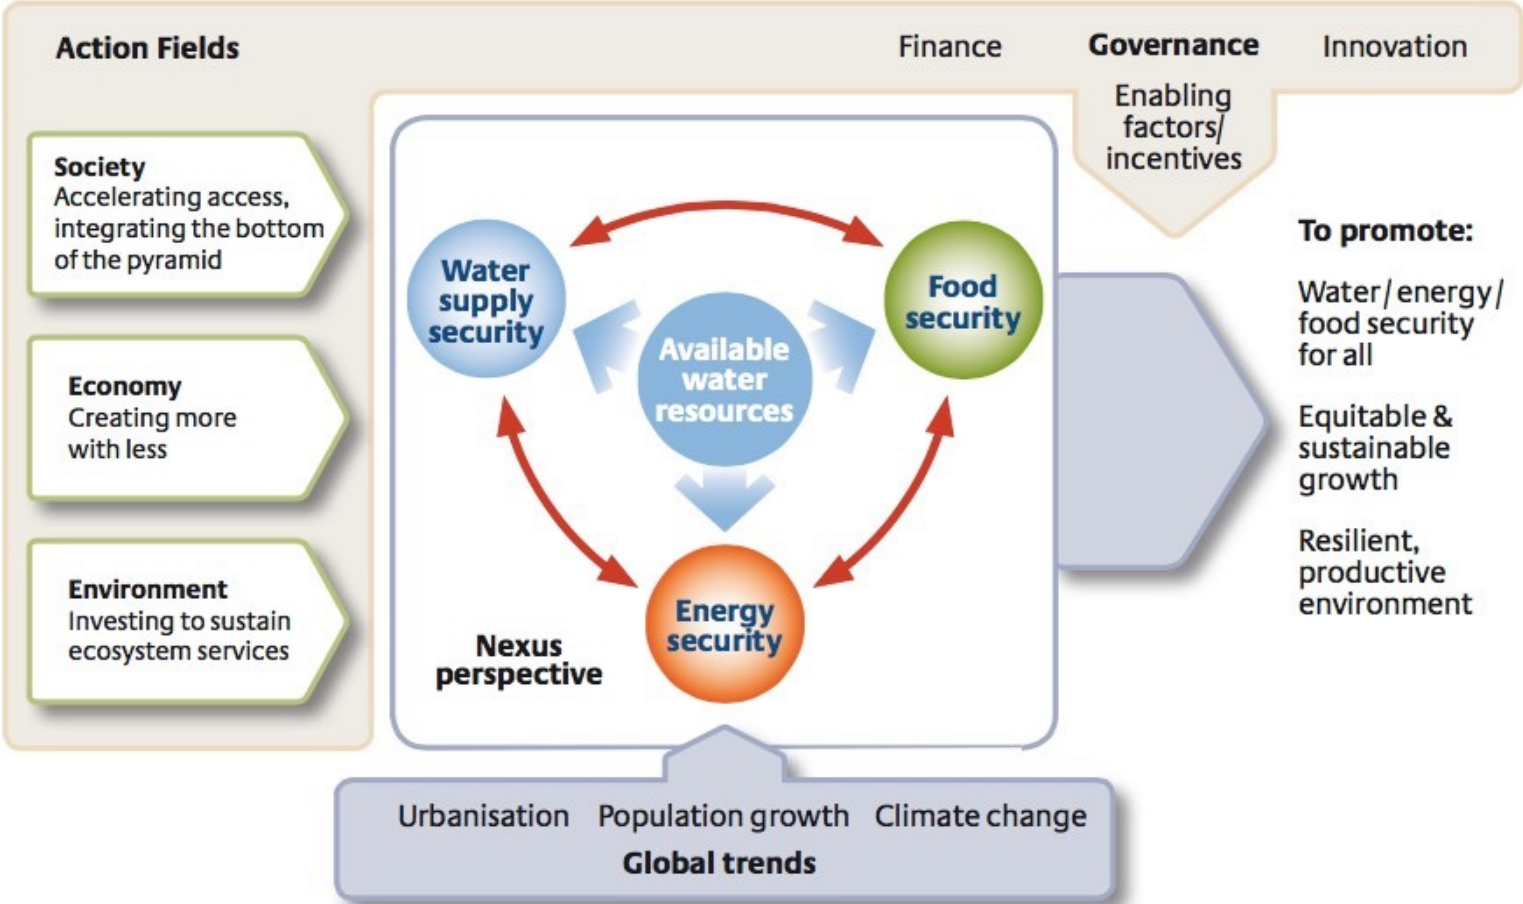 Action Fields
Finance
Governance
Innovation
Enabling
factors/
incentives
Society
Accelerating access,
integrating the bottom
of the pyramid
Economy
Creating more
with less
Environment
Investing to sustain
ecosystem services
Water
supply
security
Available
water
resources
Food
security
Energy
security
Nexus
perspective
To promote:
Water / energy /
food security
for all
Equitable &
sustainable
growth
Resilient,
productive
environment
Urbanisation
Population growth
Climate change
Global trends